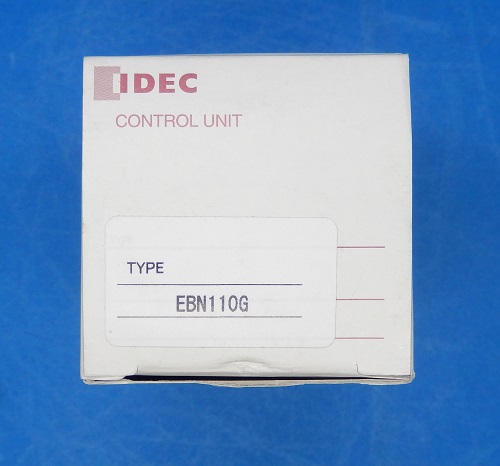 IDEC
CONTROL UNIT
TYPE
EBN110G